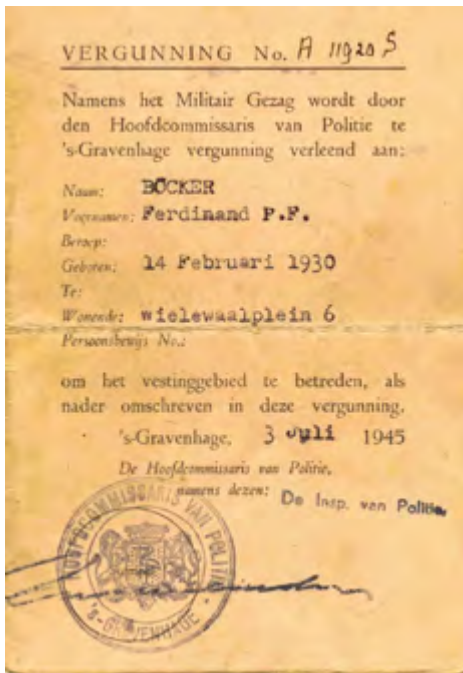 VERGUNNING No. A 11920 S
Namens het Militair Gezag wordt door
den Hoofdcommissaris van Politie te
's-Gravenhage vergunning verleend aan:
Naam: BÖCKER
Voornamen: Ferdinand P.F.
Beroep:
Geboren: 14 Februari 1930
Te:
Wonende: wielewaalplein 6
Persoonsbewijs No.:
om het vestinggebied te betreden, als
nader omschreven in deze vergunning.
's-Gravenhage, 3 Juli 1945
De Hoofdcommissaris van Politie,
namens dezen: De Insp. van Politie,
HOOFDCOMMISSARIS VAN POLITIE
's-GRAVENHAGE